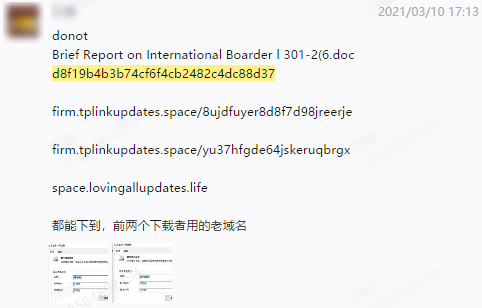 2021/03/10 17:13
donot
Brief Report on International Boarder l 301-2(6.doc
d8f19b4b3b74cf6f4cb2482c4dc88d37
firm.tplinkupdates.space/8ujdfuyer8d8f7d98jreerje
firm.tplinkupdates.space/yu37hfgde64jskeruqbrgx
space.lovingallupdates.life
都能下到，前两个下载者用的老域名